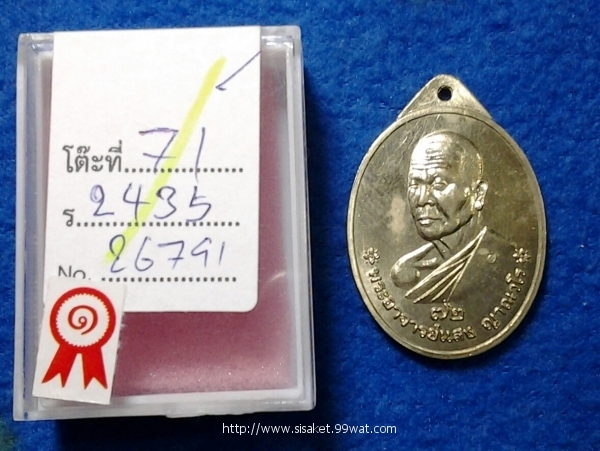 โต๊ะที่ 71
ร. 2435
No. 26791
๑
๗๒
พระอาจารย์แสง ญาณวโร
http://www.sisaket.99wat.com